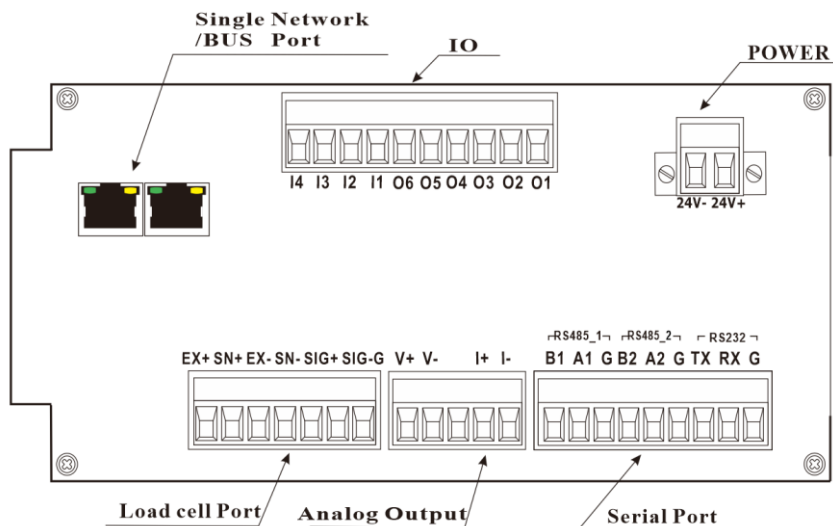 Single Network
/BUS Port
IO
POWER
I4 I3 I2 I1 O6 O5 O4 O3 O2 O1
24V- 24V+
RS485_1 RS485_2 RS232
EX+ SN+ EX- SN- SIG+ SIG-G V+ V- I+ I- B1 A1 G B2 A2 G TX RX G
Load cell Port
Analog Output
Serial Port